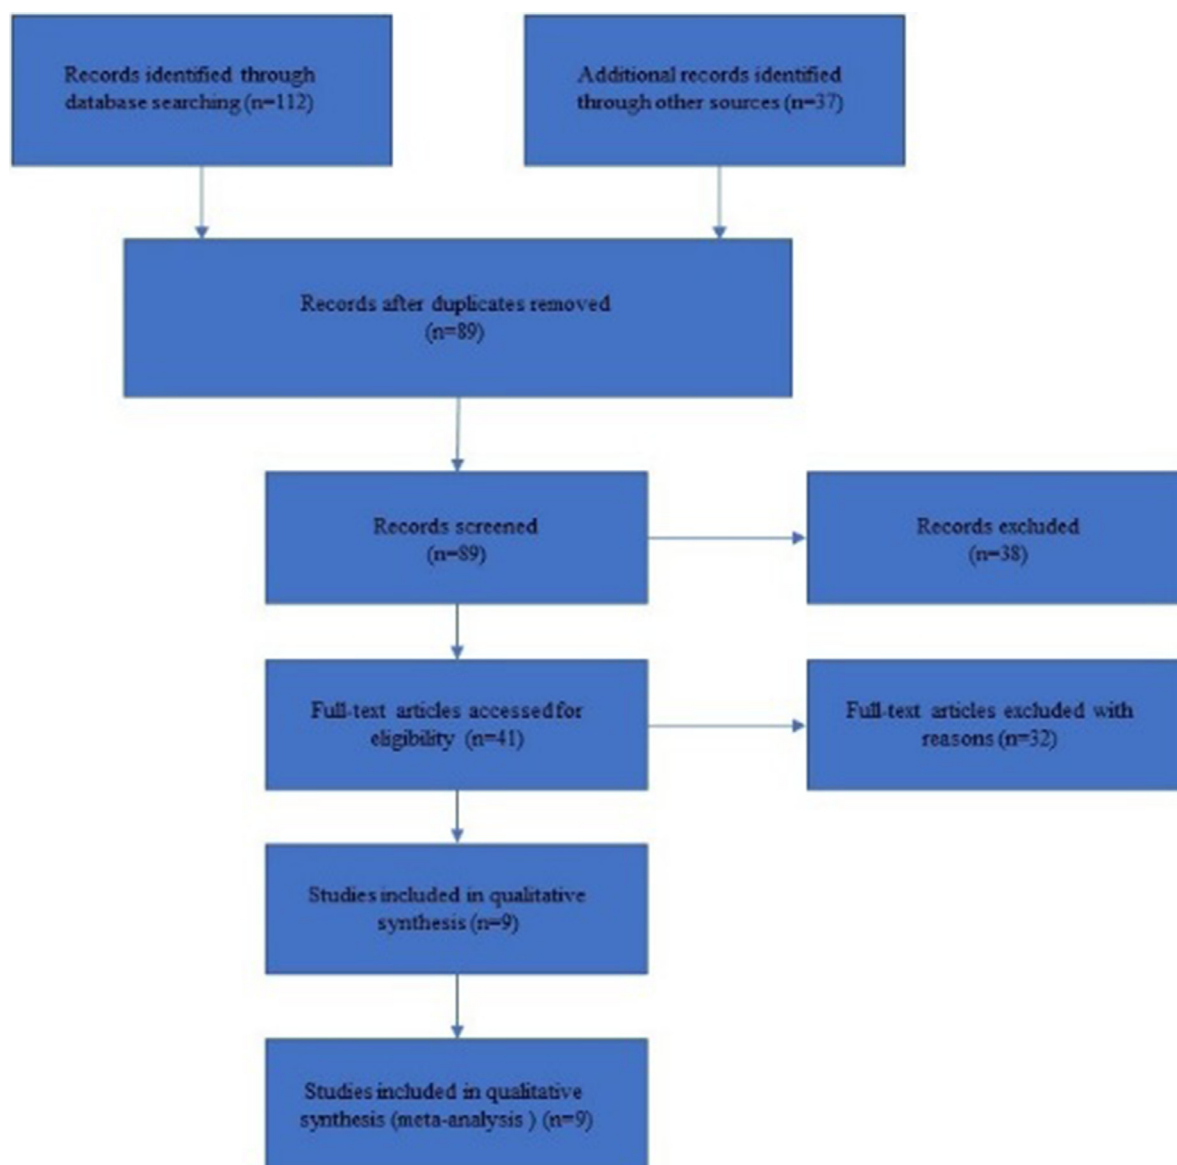 Records identified through
database searching (n=112)
Additional records identified
through other sources (n=37)
Records after duplicates removed
(n=89)
Records screened
(n=89)
Records excluded
(n=38)
Full-text articles accessed for
eligibility (n=41)
Full-text articles excluded with
reasons (n=32)
Studies included in qualitative
synthesis (n=9)
Studies included in qualitative
synthesis (meta-analysis ) (n=9)